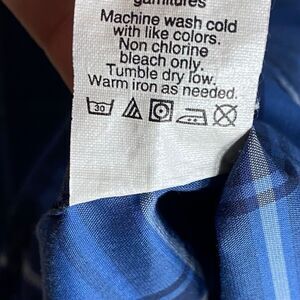 garnitures
Machine wash cold
with like colors.
Non chlorine
bleach only.
Tumble dry low.
Warm iron as needed.
30